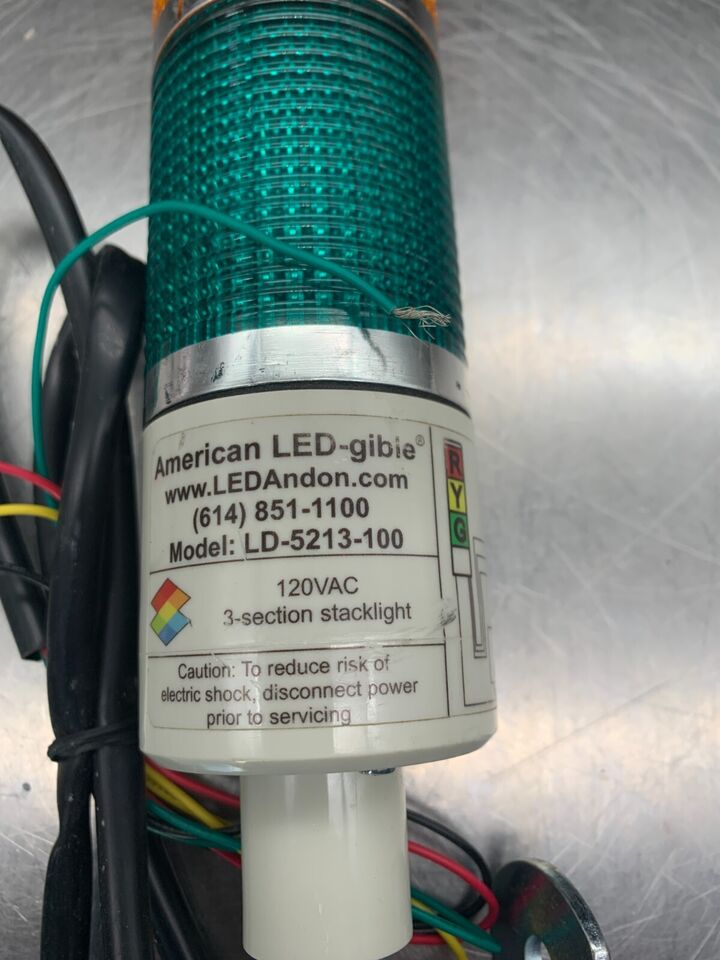 American LED-gible®
www.LEDAndon.com
(614) 851-1100
Model: LD-5213-100
120VAC
3-section stacklight
Caution: To reduce risk of
electric shock, disconnect power
prior to servicing
R
Y
G